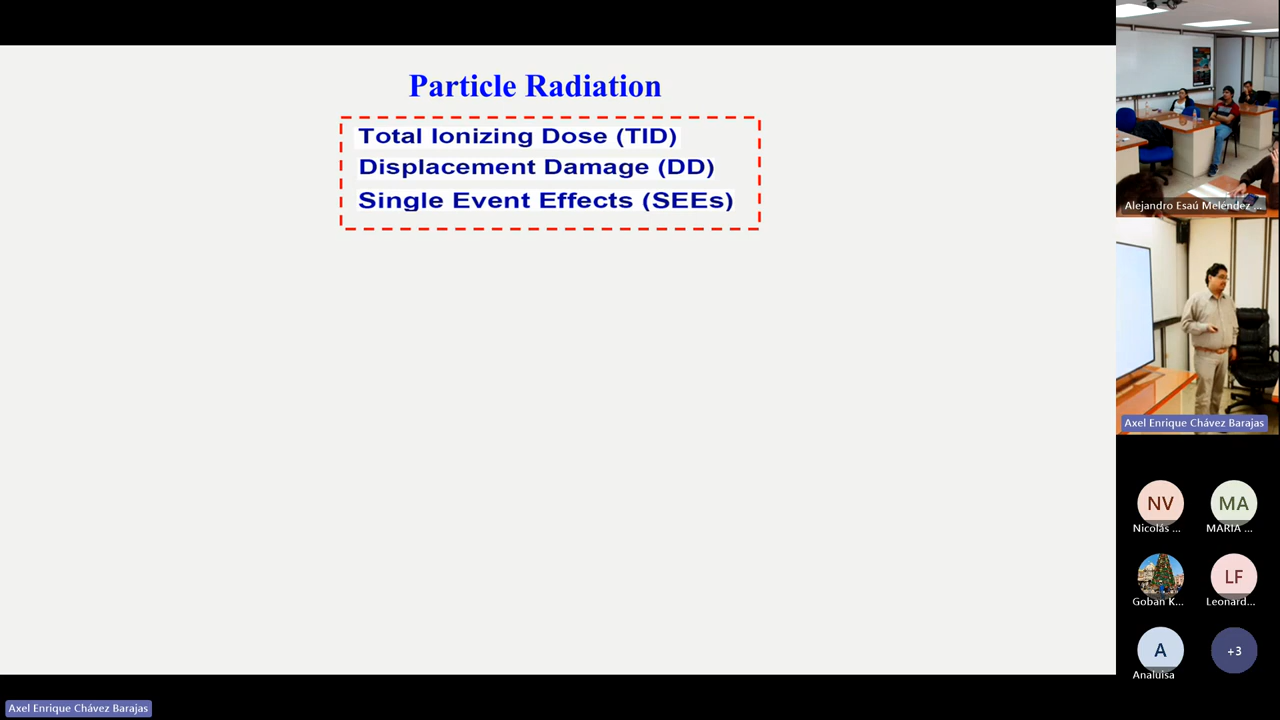 Particle Radiation
Total Ionizing Dose (TID)
Displacement Damage (DD)
Single Event Effects (SEEs)
Alejandro Esaú Meléndez ...
Axel Enrique Chávez Barajas
NV
Nicolás ...
MA
MARIA ...
Goban K...
LF
Leonard...
A
Analuisa
+3
Axel Enrique Chávez Barajas